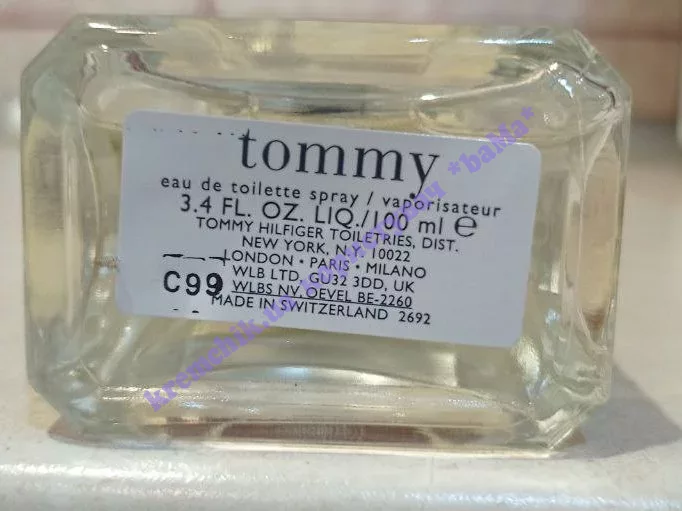 tommy
eau de toilette spray / vaporisateur
3.4 FL. OZ. LIQ./100 ml ℮
TOMMY HILFIGER TOILETRIES, DIST.
NEW YORK, N.Y. 10022
LONDON • PARIS • MILANO
WLB LTD, GU32 3DD, UK
C99
WLBS NV. OEVEL BE-2260
MADE IN SWITZERLAND 2692
*baMa*